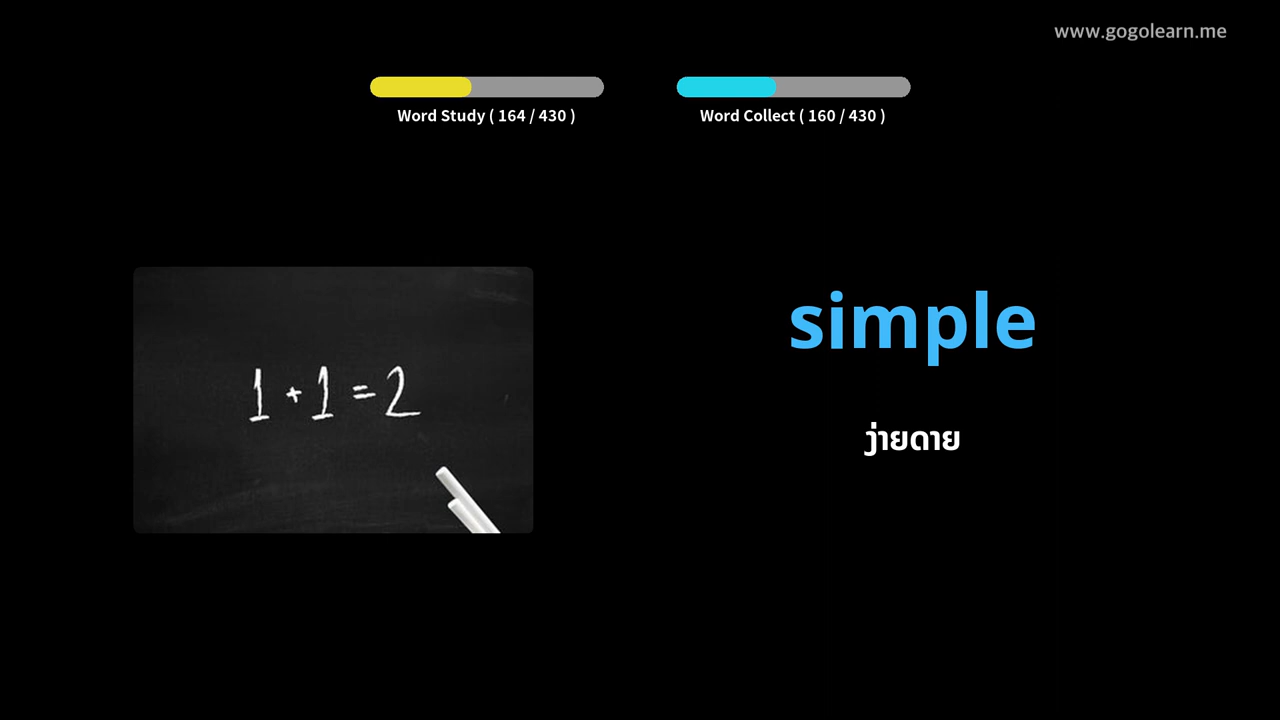 www.gogolearn.me
Word Study ( 164 / 430 )
Word Collect ( 160 / 430 )
1 + 1 = 2
simple
ว่ายดาย